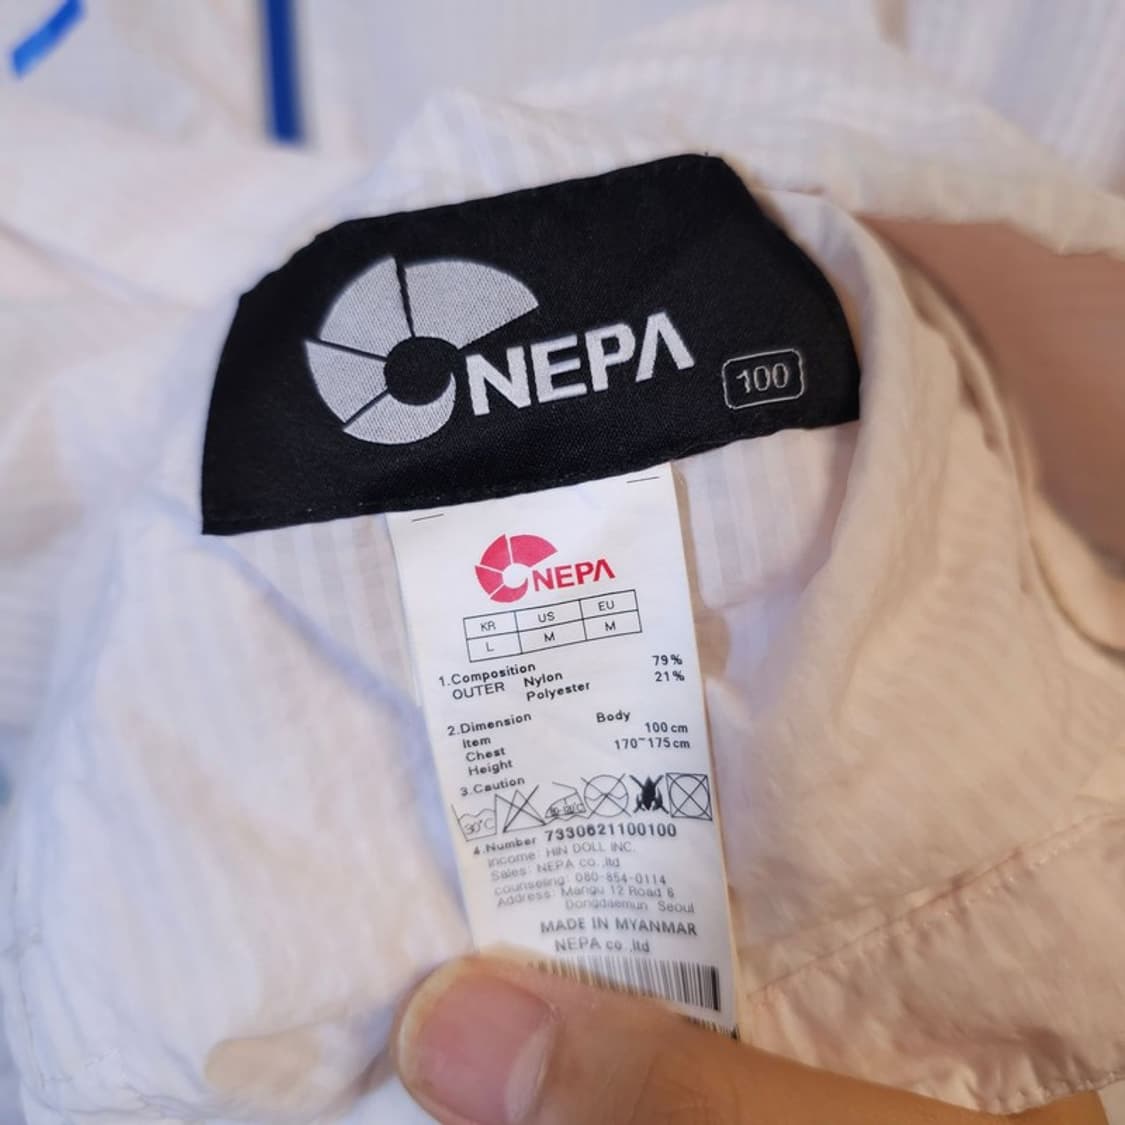 NEPA 100
NEPA
KR US EU
L M M
1.Composition
OUTER Nylon 79%
Polyester 21%
2.Dimension
Item Body
Chest 100cm
Height 170~175cm
3.Caution
30°C
4.Number 7330621100100
Income: HIN DOLL INC.
Sales: NEPA co.,ltd
counseling: 080-854-0114
Address: Mangu 12 Road 6
Dongdaemun Seoul
MADE IN MYANMAR
NEPA co.,ltd